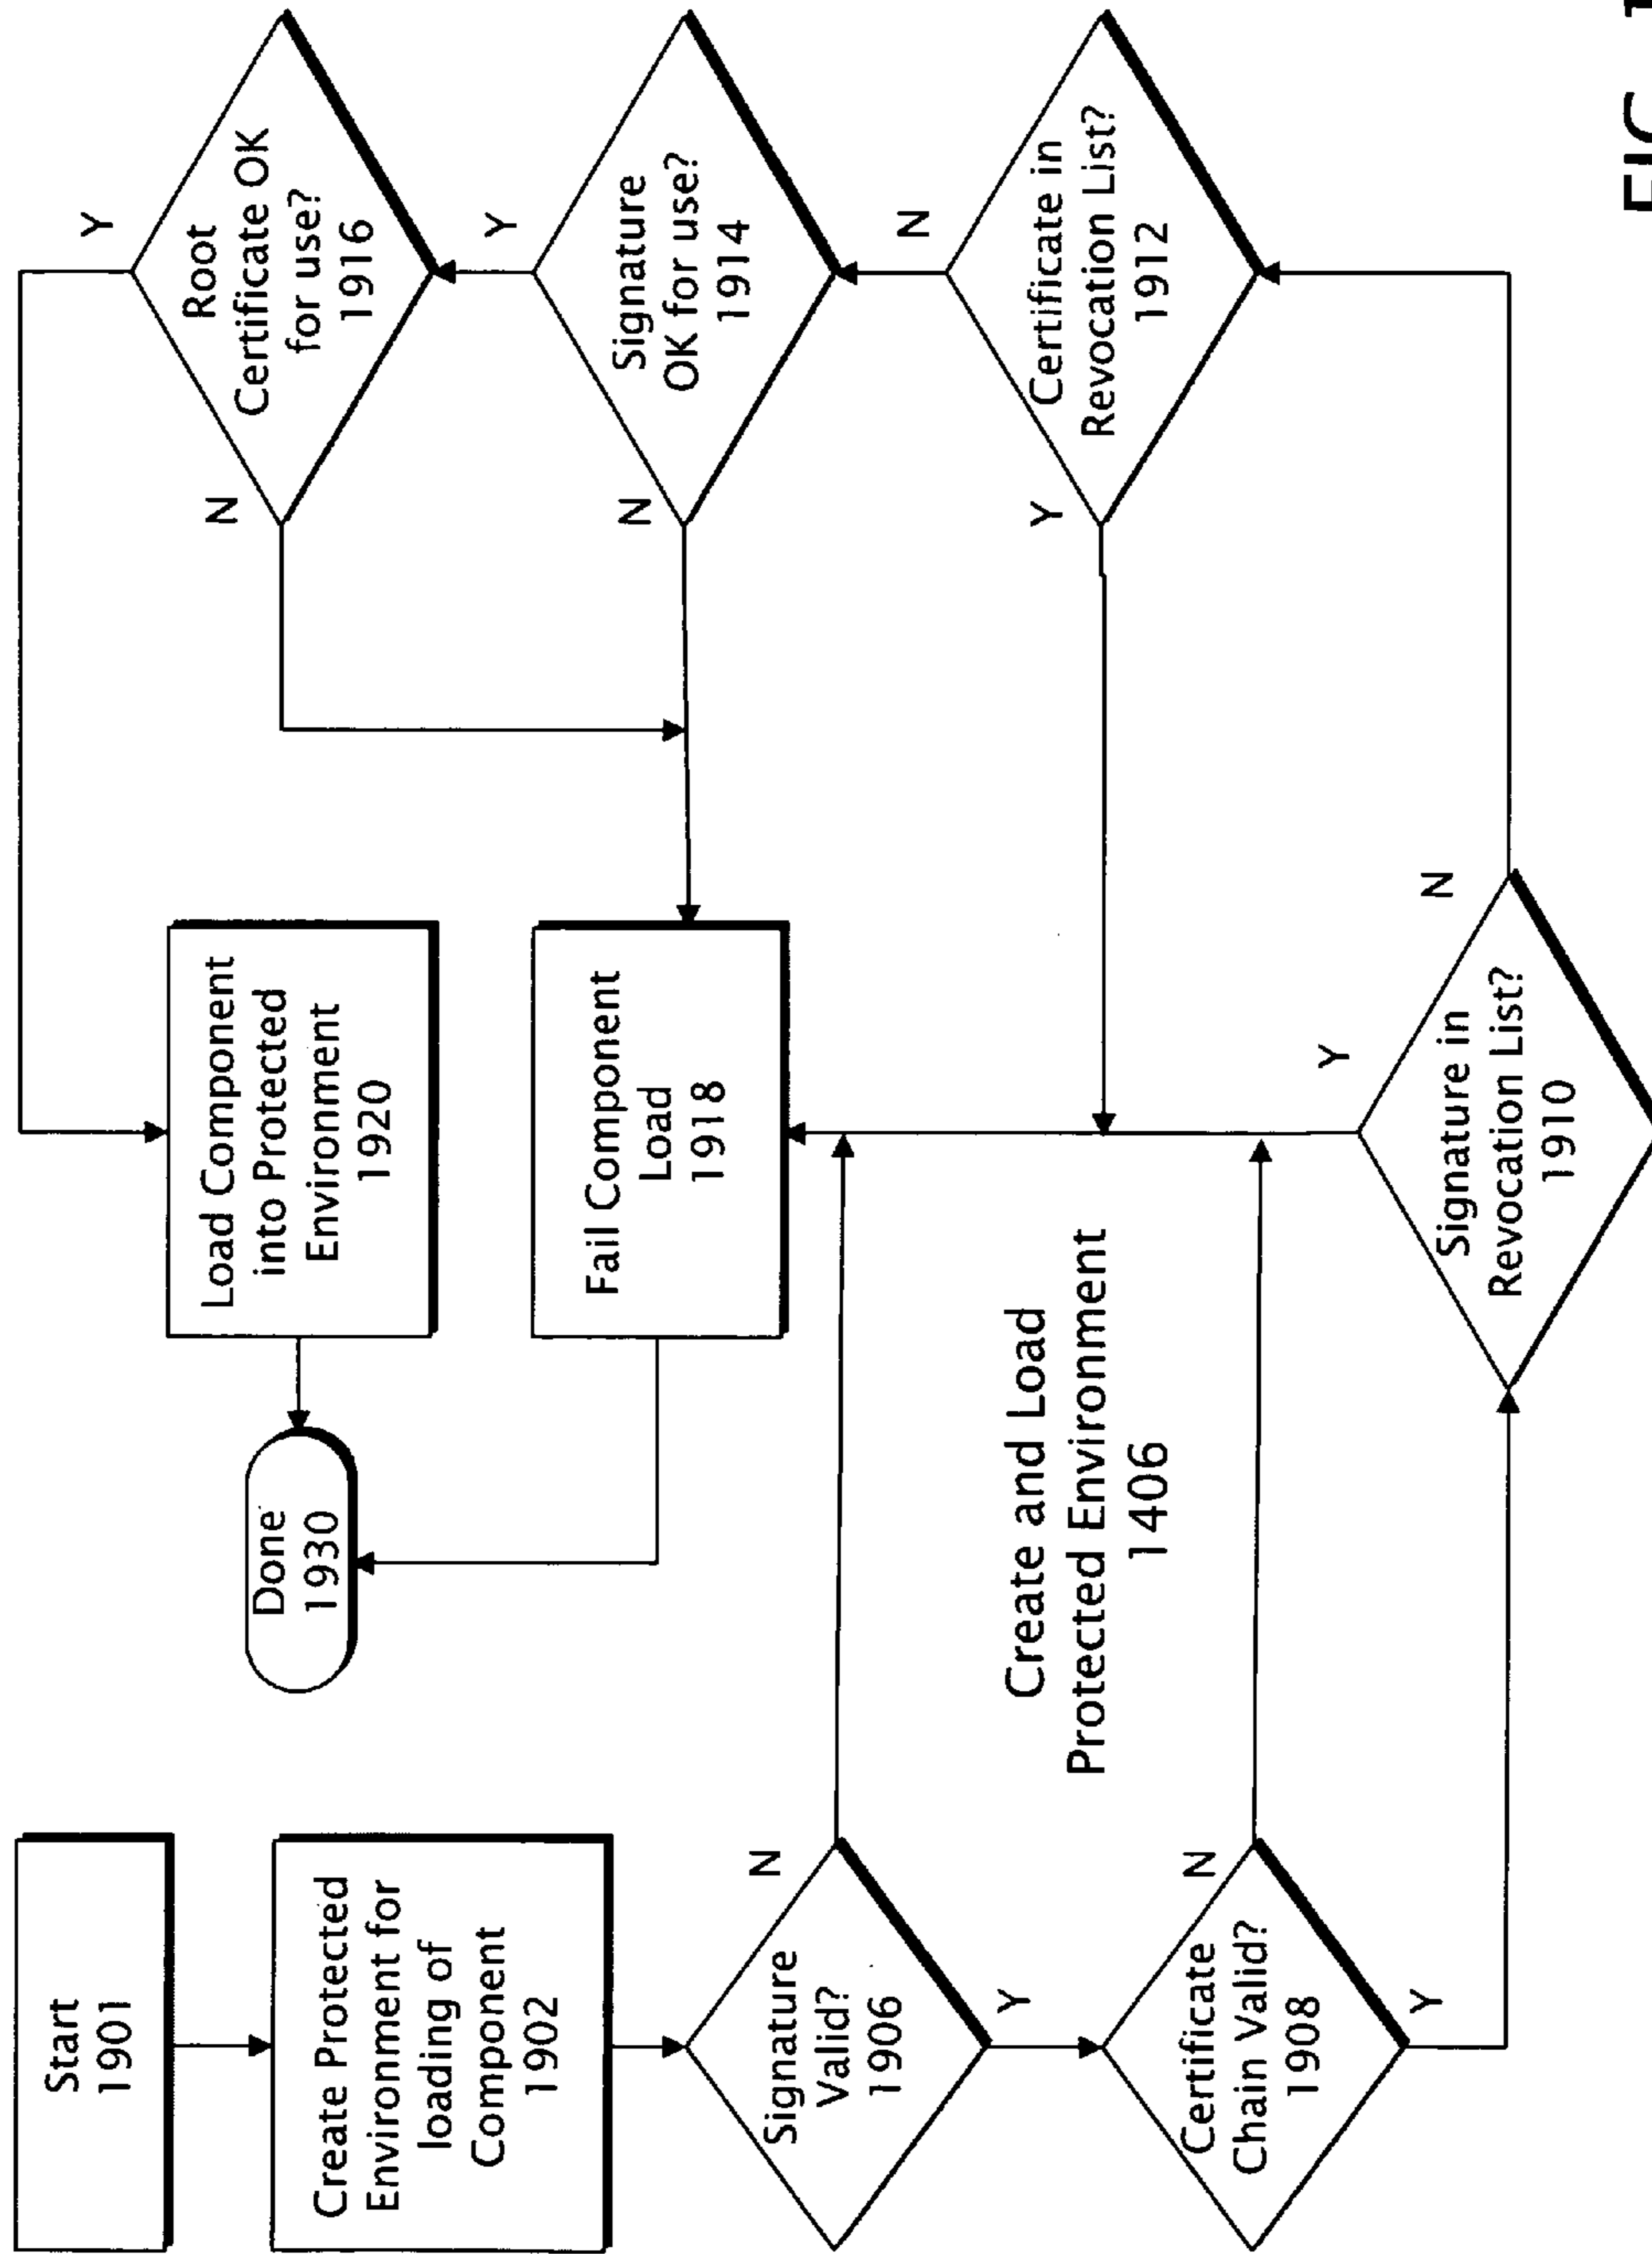 Start
1901
Create Protected
Environment for
loading of
Component
1902
Signature
Valid?
1906
N
Y
Certificate
Chain Valid?
1908
N
Y
Done
1930
Create and Load
Protected Environment
1406
Load Component
into Protected
Environment
1920
Fail Component
Load
1918
Signature in
Revocation List?
1910
Y
N
Root
Certificate OK
for use?
1916
Y
N
Signature
OK for use?
1914
Y
N
Certificate in
Revocation List?
1912
N
Y